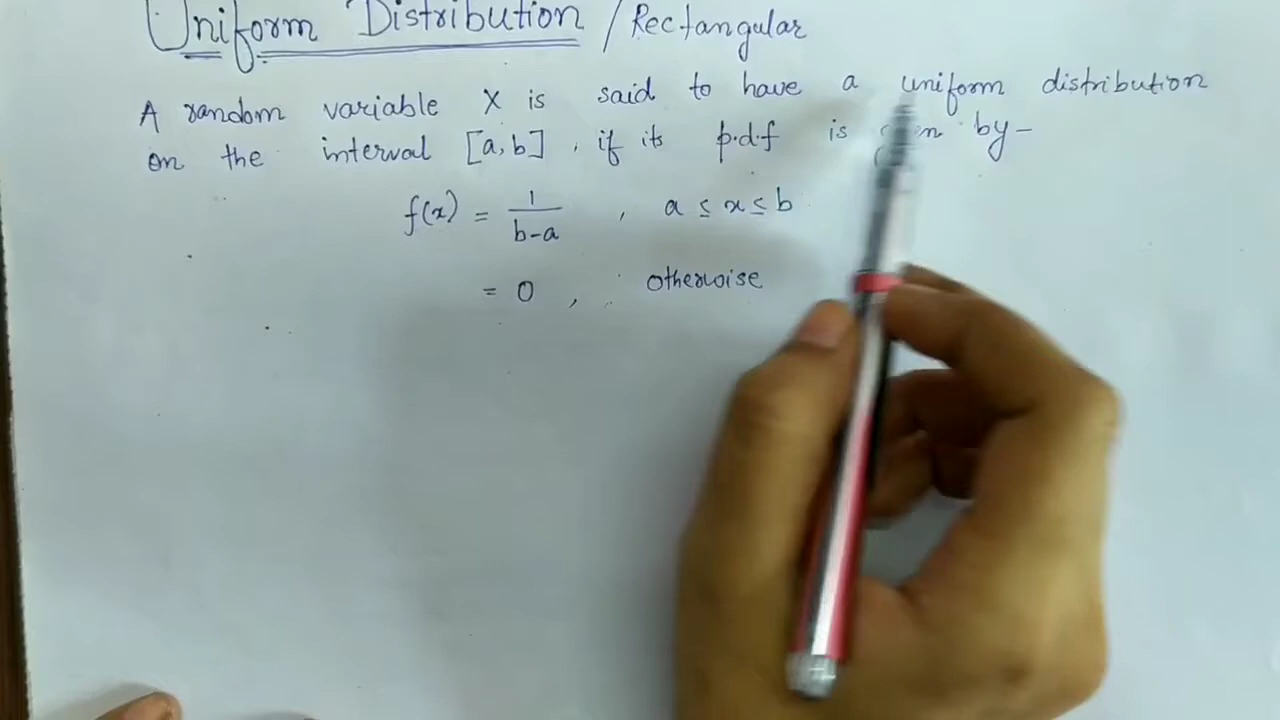 Uniform Distribution / Rectangular
A random variable X is said to have a uniform distribution
on the interval [a, b] , if its p.d.f is by -
f(x) = 1/(b-a) , a ≤ x ≤ b
= 0 , otherwise